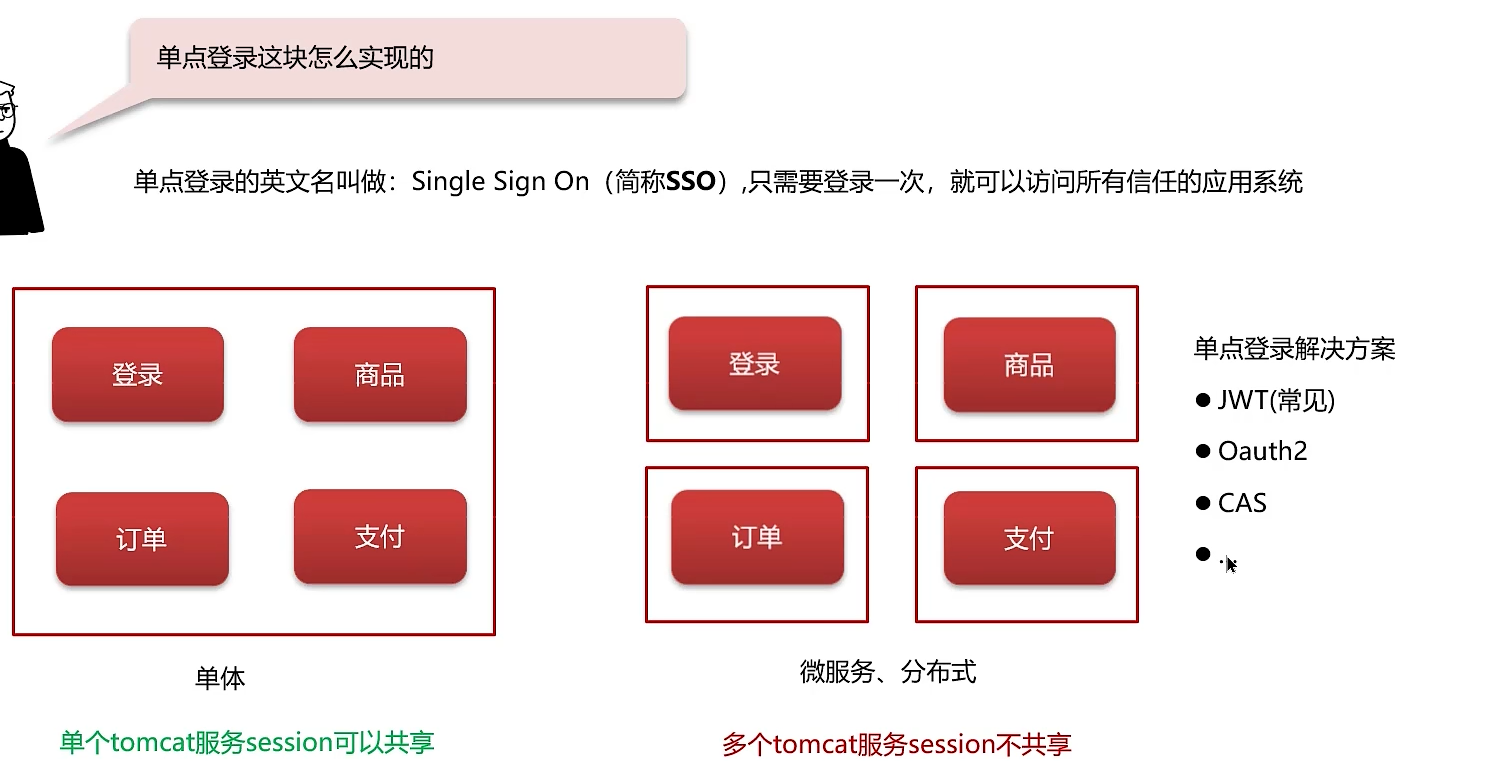 单点登录这块怎么实现的
单点登录的英文名叫做：Single Sign On（简称SSO）,只需要登录一次，就可以访问所有信任的应用系统
登录
商品
订单
支付
单体
单个tomcat服务session可以共享
登录
商品
订单
支付
微服务、分布式
多个tomcat服务session不共享
单点登录解决方案
● JWT(常见)
● Oauth2
● CAS
● ...